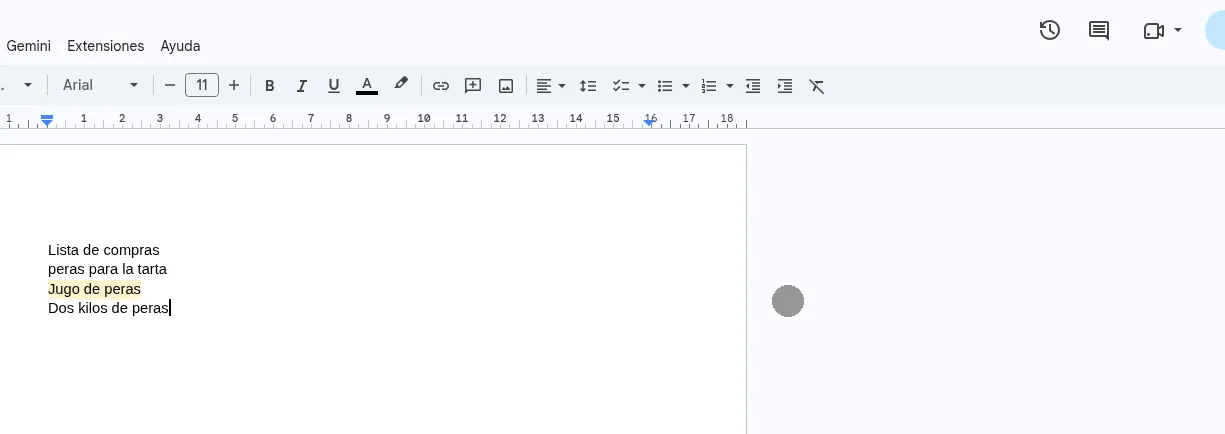 Gemini Extensiones Ayuda
Arial 11 B I U A
1 1 2 3 4 5 6 7 8 9 10 11 12 13 14 15 16 17 18
Lista de compras
peras para la tarta
Jugo de peras
Dos kilos de peras